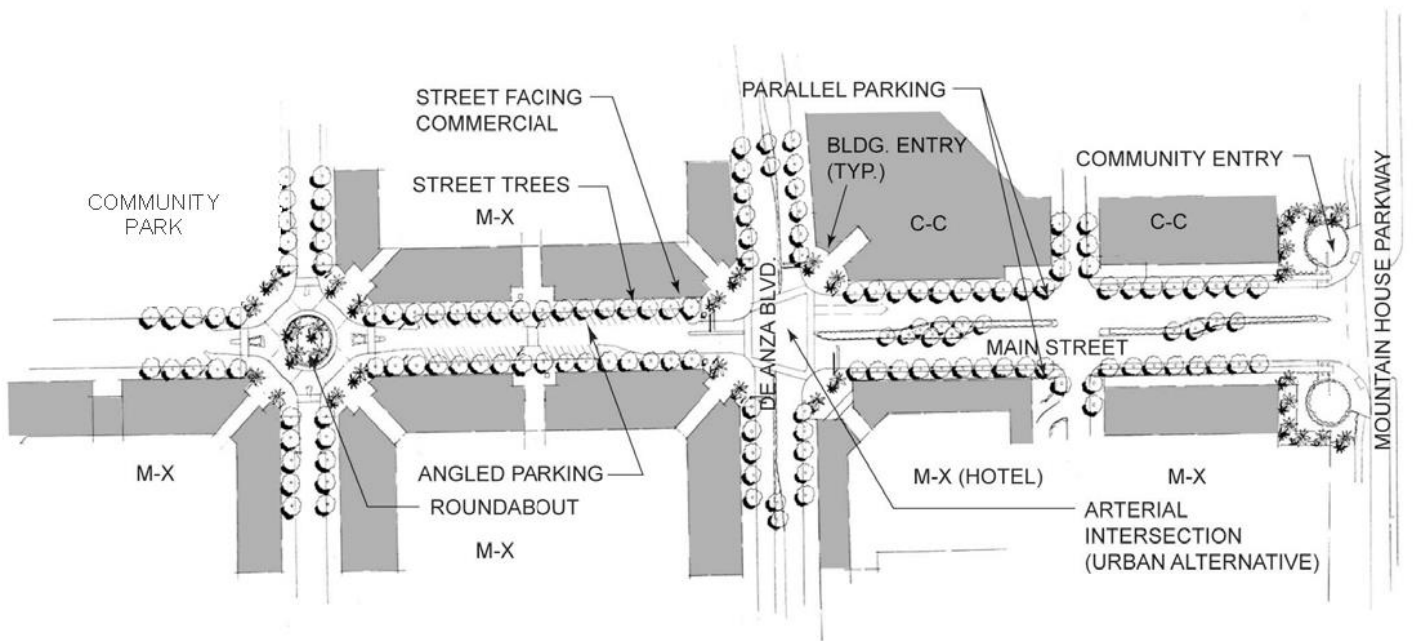 STREET FACING
COMMERCIAL
PARALLEL PARKING
BLDG. ENTRY
(TYP.)
COMMUNITY ENTRY
STREET TREES
COMMUNITY
PARK
M-X
C-C
C-C
DE ANZA BLVD.
MOUNTAIN HOUSE PARKWAY
MAIN STREET
M-X
ANGLED PARKING
M-X (HOTEL)
M-X
ROUNDABOUT
ARTERIAL
INTERSECTION
(URBAN ALTERNATIVE)
M-X